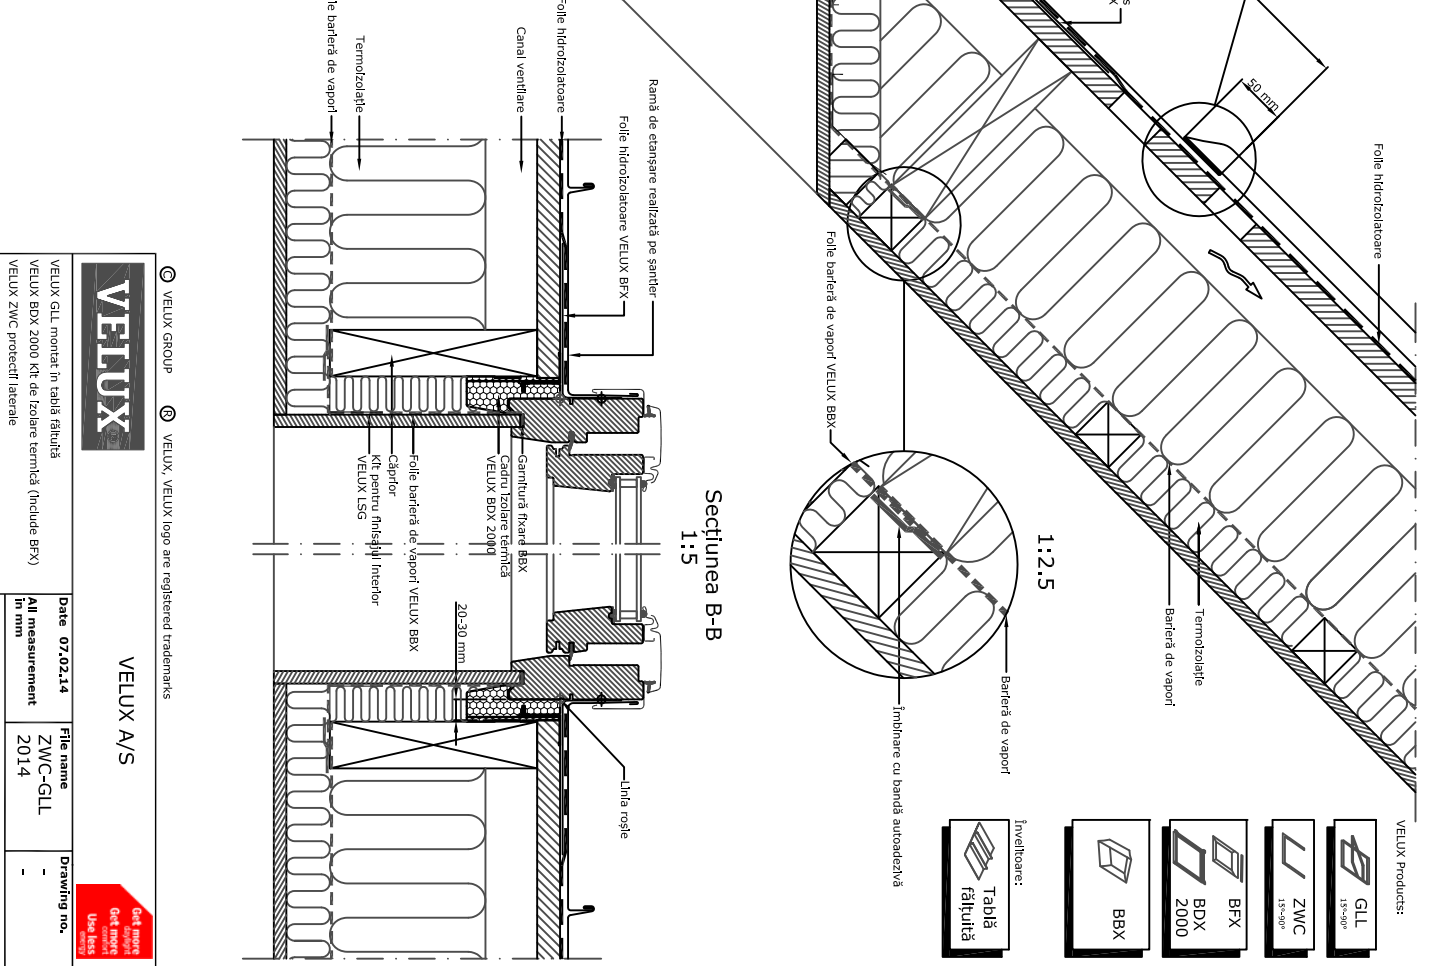 VELUX Products:
GLL
15°-90°
ZWC
15°-90°
BFX
BDX
2000
BBX
Învelitoare:
Tablă
fălțuită
Folie hidroizolatoare
50 mm
Termoizolație
Barieră de vapori
1:2.5
Barieră de vapori
Îmbinare cu bandă autoadezivă
Folie barieră de vapori VELUX BBX
Secțiunea B-B
1:5
Ramă de etanșare realizată pe șantier
Folie hidroizolatoare VELUX BFX
Folie hidroizolatoare
Canal ventilare
Termoizolație
le barieră de vapori
Linia roșie
Garnitură fixare BBX
Cadru izolare termică
VELUX BDX 2000
20-30 mm
Folie barieră de vapori VELUX BBX
Căprior
Kit pentru finisajul interior
VELUX LSG
© VELUX GROUP ® VELUX, VELUX logo are registered trademarks
VELUX
VELUX A/S
Get more
daylight
Get more
comfort
Use less
energy
VELUX GLL montat în tablă fălțuită
VELUX BDX 2000 Kit de izolare termică (include BFX)
VELUX ZWC protecții laterale
Date 07.02.14
All measurement
in mm
File name
ZWC-GLL
2014
Drawing no.
-
-